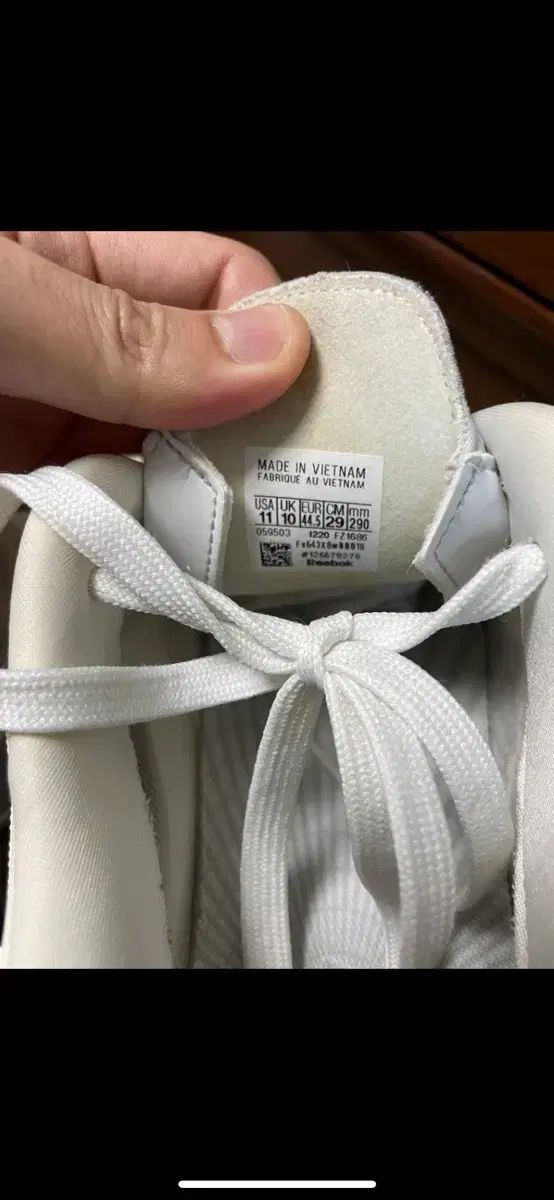 MADE IN VIETNAM
FABRIQUÉ AU VIETNAM
USA UK EUR CM mm
11 10 44.5 29 290
059503 1220 FZ1686
#126679276
Reebok